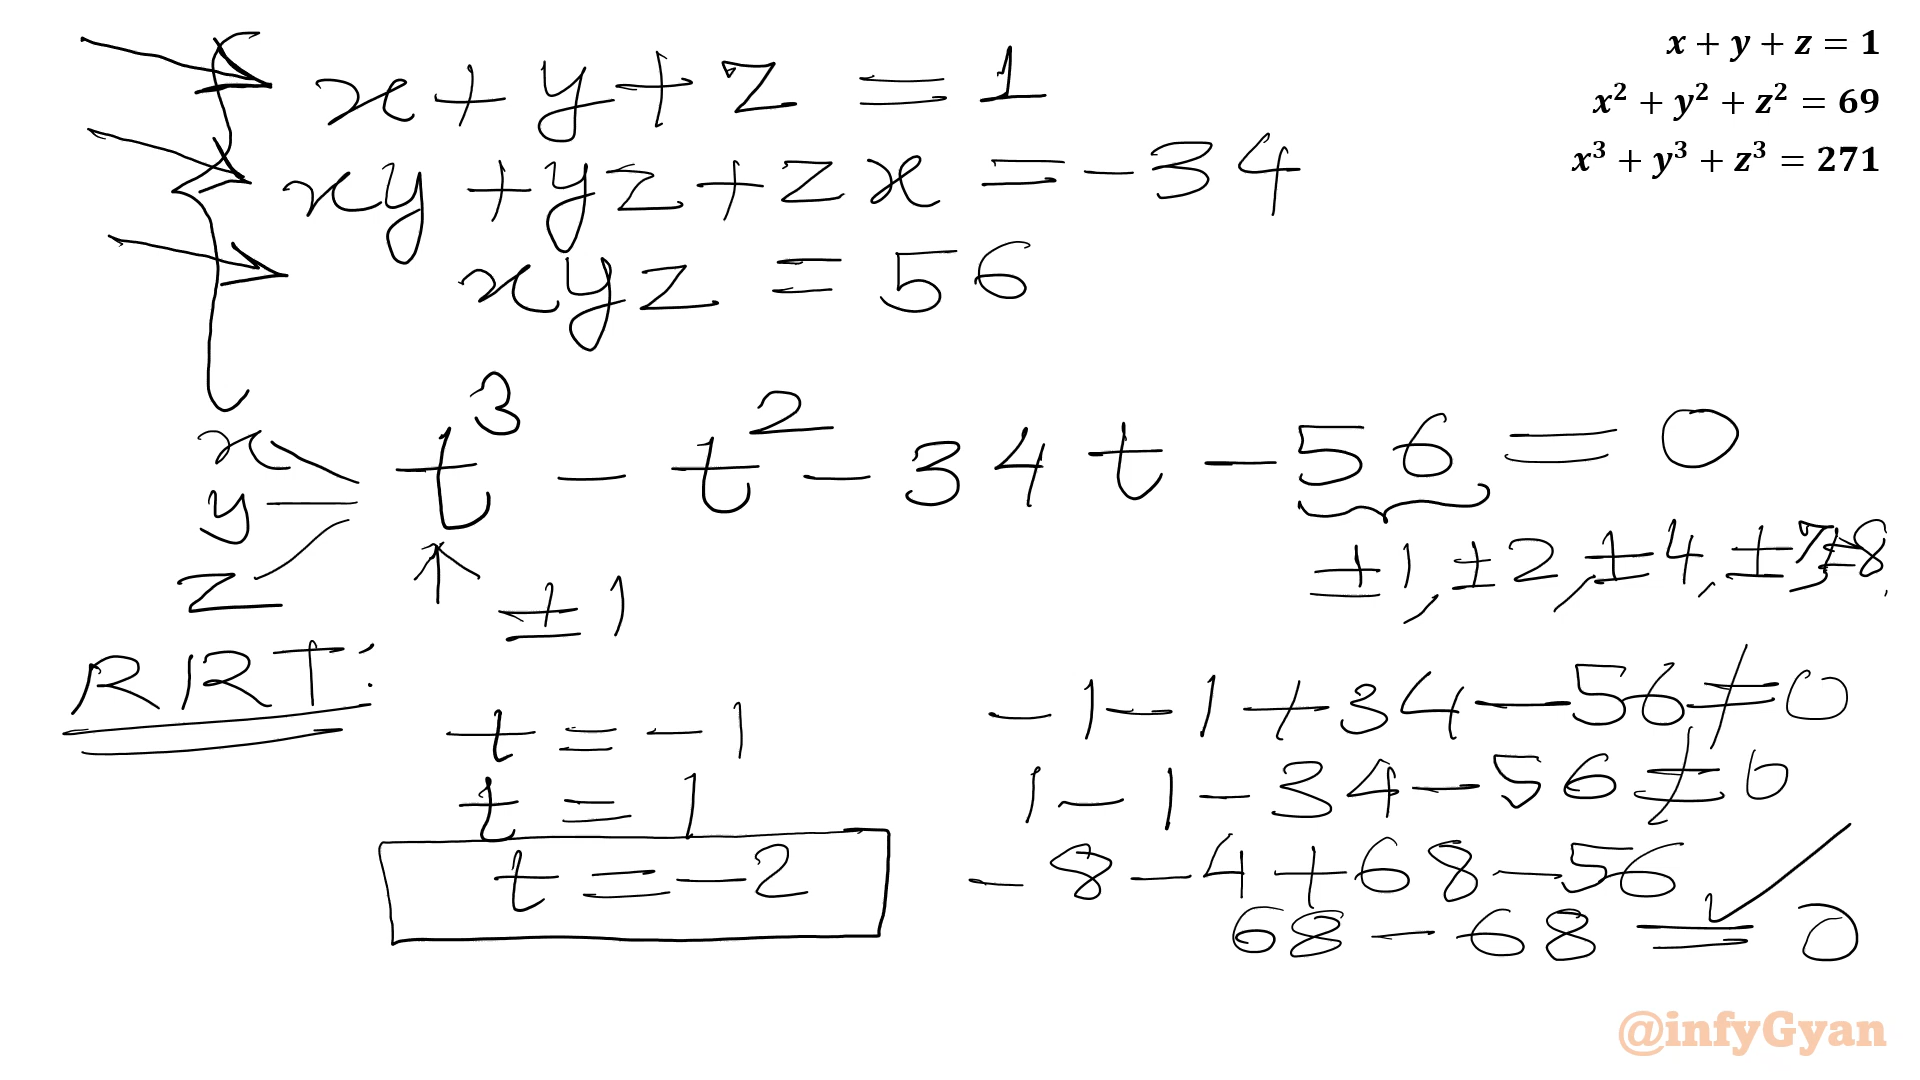 x + y + z = 1
x² + y² + z² = 69
x³ + y³ + z³ = 271
x + y + z = 1
xy + yz + zx = -34
xyz = 56
x
y
z
t³ - t² - 34t - 56 = 0
±1, ±2, ±4, ±7, ±8,
±1
RRT:
t = -1
-1 - 1 + 34 - 56 ≠ 0
t = 1
1 - 1 - 34 - 56 ≠ 0
t = -2
-8 - 4 + 68 - 56
68 - 68 = 0
@infyGyan